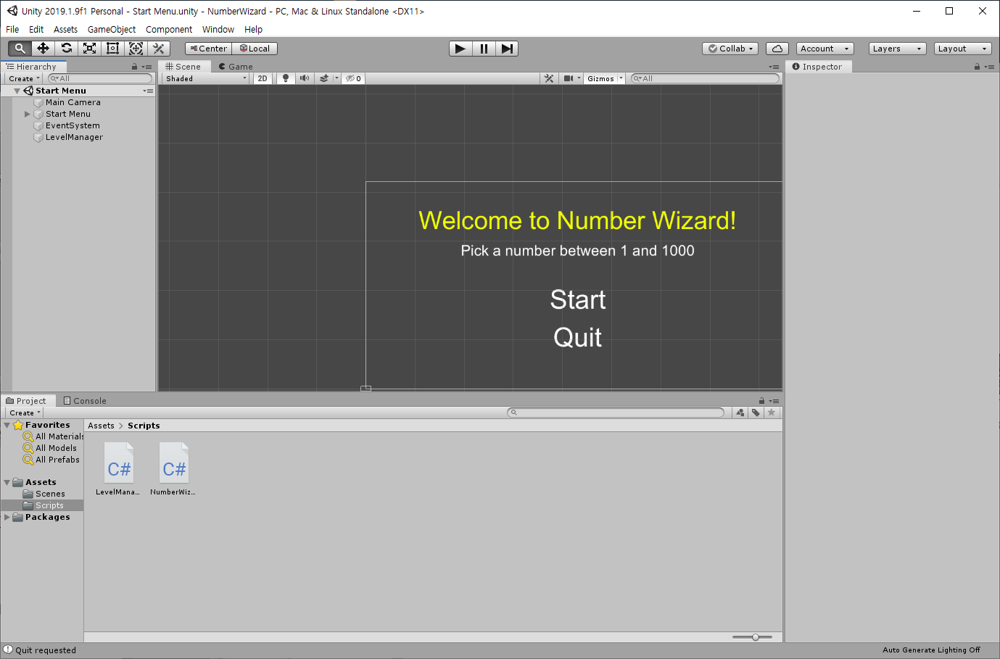 Unity 2019.1.9f1 Personal - Start Menu.unity - NumberWizard - PC, Mac & Linux Standalone <DX11>
File Edit Assets GameObject Component Window Help
Center Local Collab Account Layers Layout
Hierarchy
Create All
Start Menu
Main Camera
Start Menu
EventSystem
LevelManager
Scene Game
Shaded 2D 0 Gizmos All
Welcome to Number Wizard!
Pick a number between 1 and 1000
Start
Quit
Inspector
Project Console
Create
Favorites
All Materials
All Models
All Prefabs
Assets
Scenes
Scripts
Packages
Assets > Scripts
C# C#
LevelMana... NumberWiz...
Quit requested
Auto Generate Lighting Off